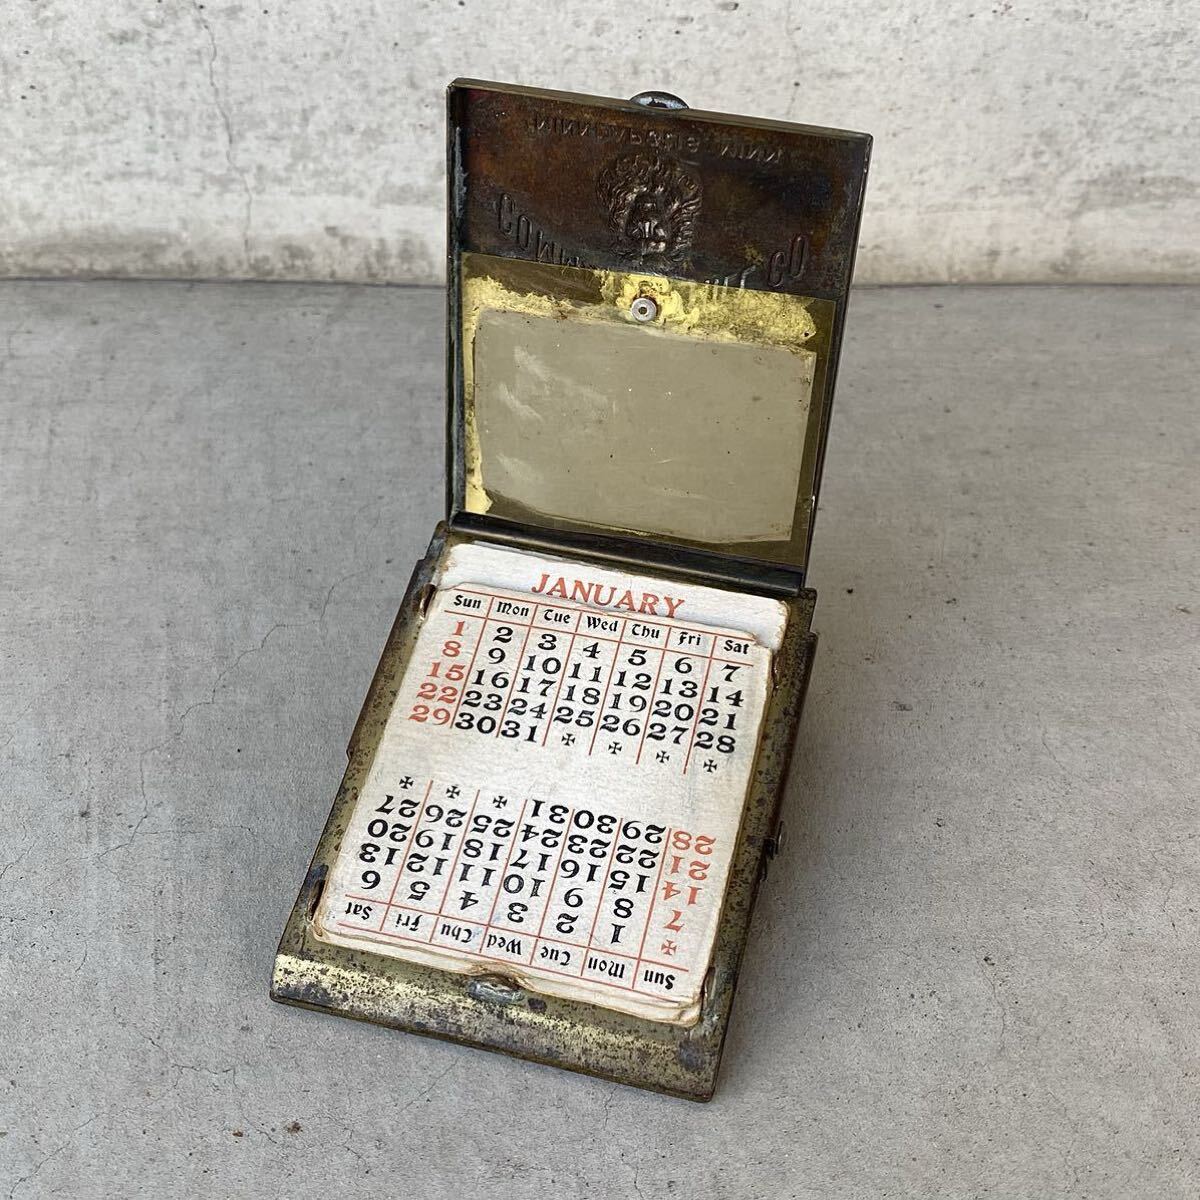 MINNEAPOLIS, MINN.
CO
JANUARY
Sun Mon Tue Wed Thu Fri Sat
1 2 3 4 5 6 7
8 9 10 11 12 13 14
15 16 17 18 19 20 21
22 23 24 25 26 27 28
29 30 31 ✠ ✠ ✠ ✠
Sun Mon Tue Wed Thu Fri Sat
✠ 1 2 3 4 5 6
7 8 9 10 11 12 13
14 15 16 17 18 19 20
21 22 23 24 25 26 27
28 29 30 31 ✠ ✠ ✠